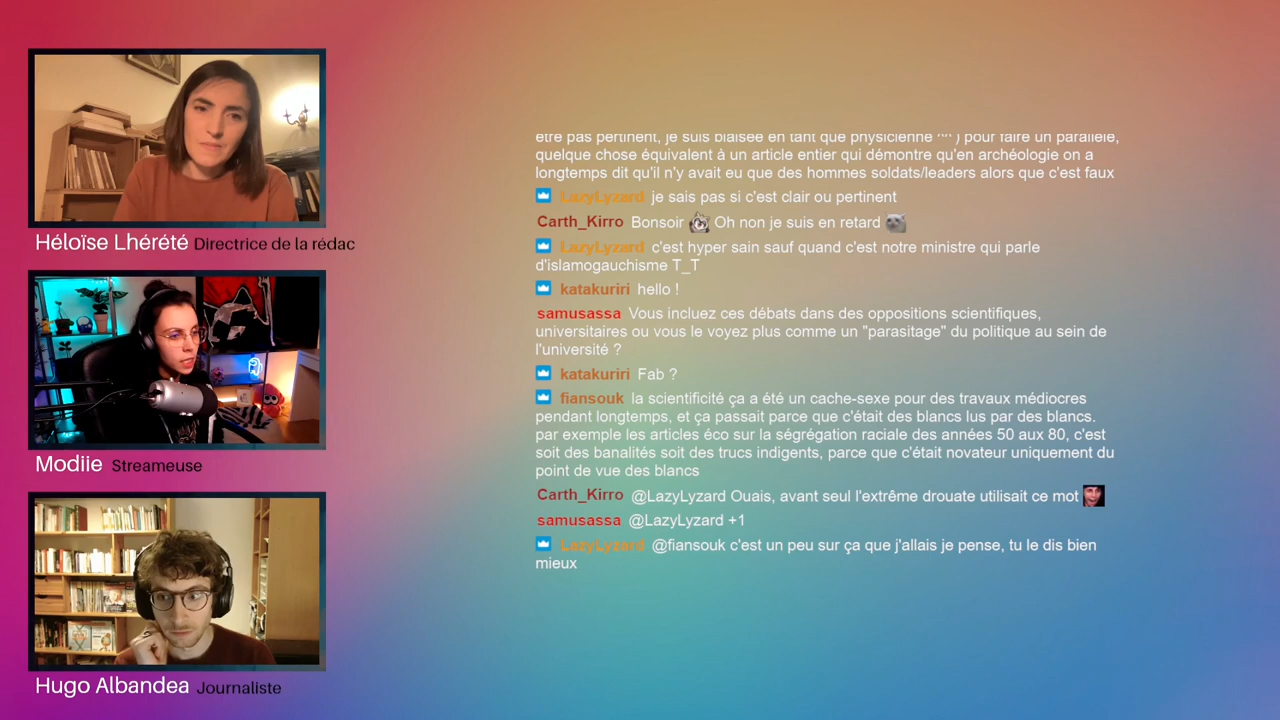 Héloïse Lhérété Directrice de la rédac
Modiie Streameuse
Hugo Albandea Journaliste
etre pas pertinent, je suis biaisée en tant que physicienne ^^' ) pour faire un parallèle,
quelque chose équivalent à un article entier qui démontre qu'en archéologie on a
longtemps dit qu'il n'y avait eu que des hommes soldats/leaders alors que c'est faux
LazyLyzard je sais pas si c'est clair ou pertinent
Carth_Kirro Bonsoir Oh non je suis en retard
LazyLyzard c'est hyper sain sauf quand c'est notre ministre qui parle
d'islamogauchisme T_T
katakuriri hello !
samusassa Vous incluez ces débats dans des oppositions scientifiques,
universitaires ou vous le voyez plus comme un "parasitage" du politique au sein de
l'université ?
katakuriri Fab ?
fiansouk la scientificité ça a été un cache-sexe pour des travaux médiocres
pendant longtemps, et ça passait parce que c'était des blancs lus par des blancs.
par exemple les articles éco sur la ségrégation raciale des années 50 aux 80, c'est
soit des banalités soit des trucs indigents, parce que c'était novateur uniquement du
point de vue des blancs
Carth_Kirro @LazyLyzard Ouais, avant seul l'extrême drouate utilisait ce mot
samusassa @LazyLyzard +1
LazyLyzard @fiansouk c'est un peu sur ça que j'allais je pense, tu le dis bien
mieux